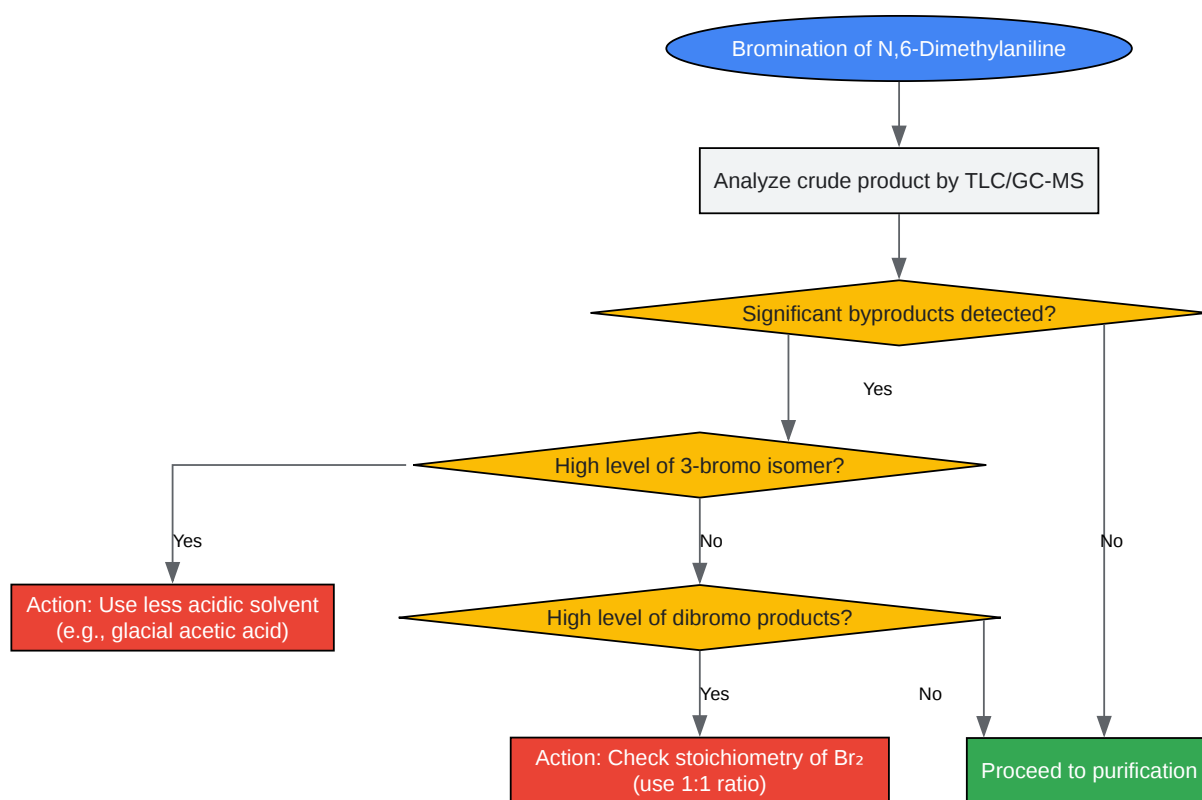 Bromination of N,6-Dimethylaniline
Analyze crude product by TLC/GC-MS
Significant byproducts detected?
Yes
High level of 3-bromo isomer?
Yes
No
No
Action: Use less acidic solvent
(e.g., glacial acetic acid)
High level of dibromo products?
Yes
No
Action: Check stoichiometry of Br₂
(use 1:1 ratio)
Proceed to purification